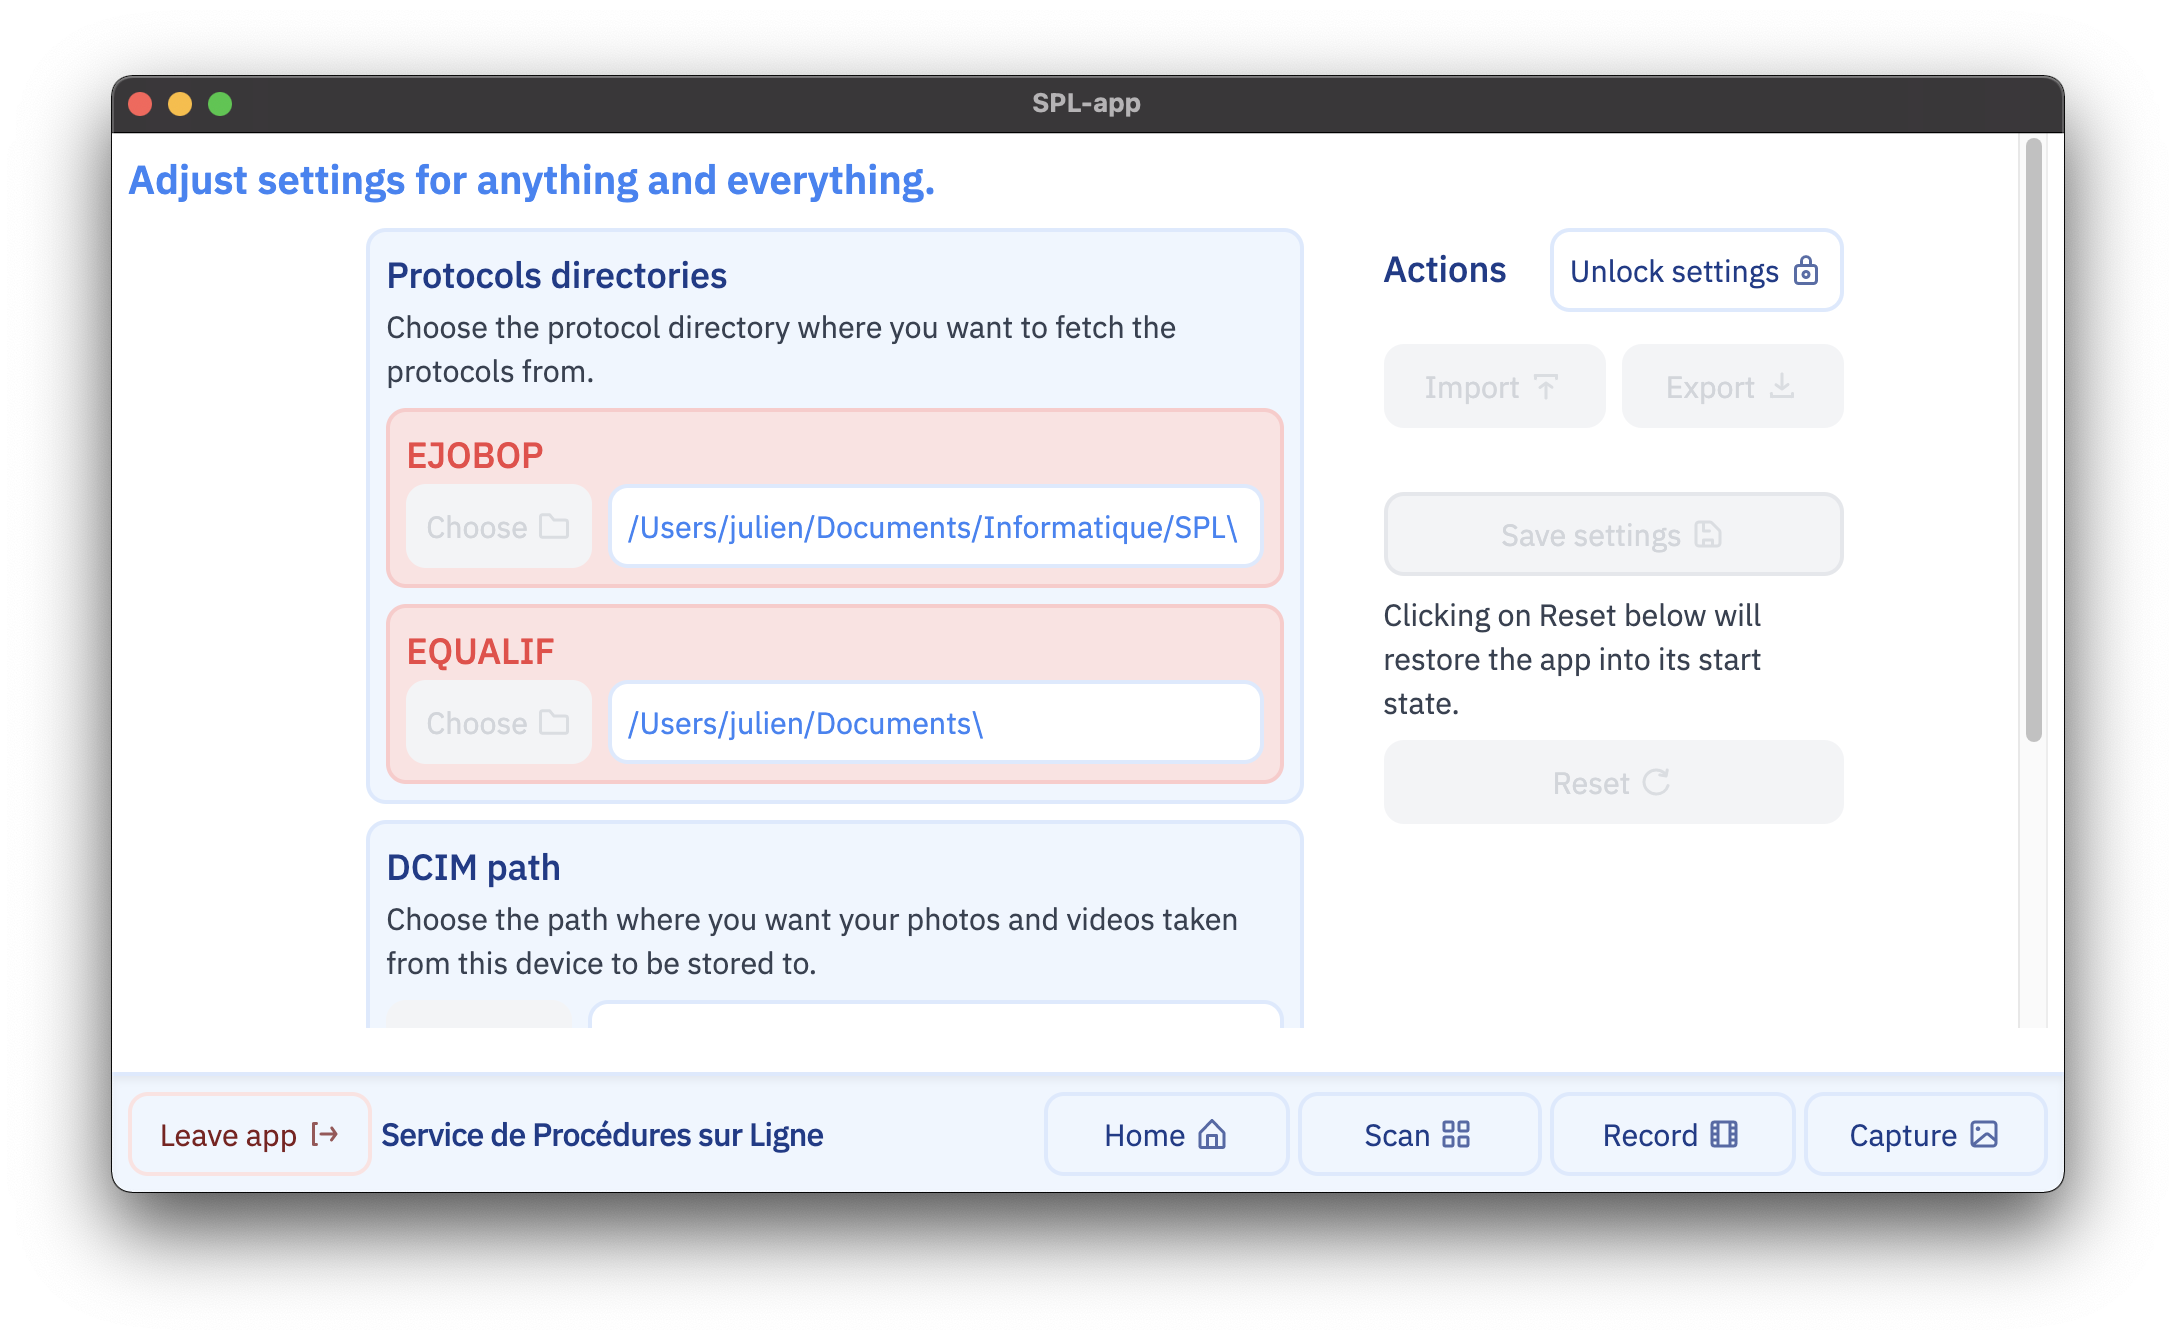 SPL-app
Adjust settings for anything and everything.
Protocols directories
Choose the protocol directory where you want to fetch the
protocols from.
EJOBOP
Choose
/Users/julien/Documents/Informatique/SPL\
EQUALIF
Choose
/Users/julien/Documents\
DCIM path
Choose the path where you want your photos and videos taken
from this device to be stored to.
Actions
Unlock settings
Import
Export
Save settings
Clicking on Reset below will
restore the app into its start
state.
Reset
Leave app
Service de Procédures sur Ligne
Home
Scan
Record
Capture